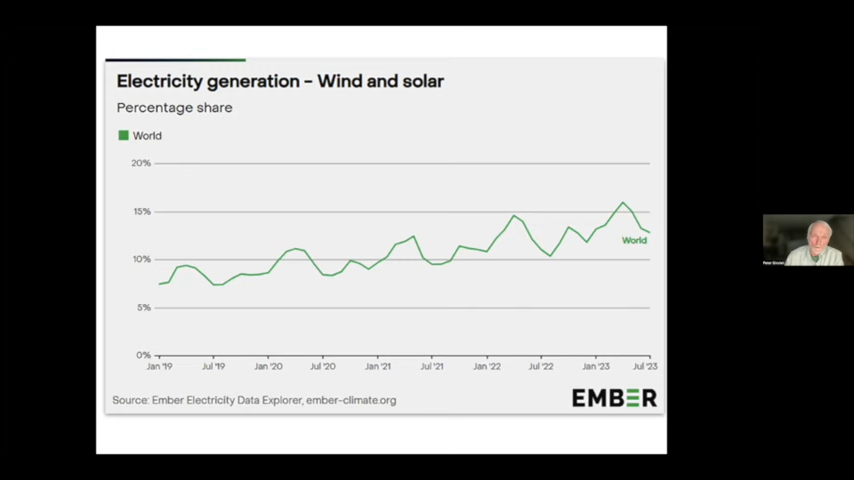 Electricity generation – Wind and solar
Percentage share
World
20%
15%
World
10%
5%
0%
Jan '19 Jul '19 Jan '20 Jul '20 Jan '21 Jul '21 Jan '22 Jul '22 Jan '23 Jul '23
Source: Ember Electricity Data Explorer, ember-climate.org
EMBER
Peter